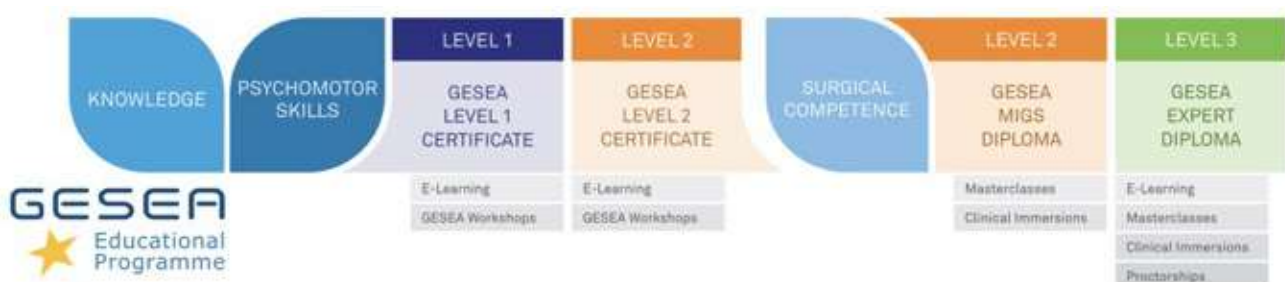 KNOWLEDGE
PSYCHOMOTOR
SKILLS
LEVEL 1
GESEA
LEVEL 1
CERTIFICATE
E-Learning
GESEA Workshops
LEVEL 2
GESEA
LEVEL 2
CERTIFICATE
E-Learning
GESEA Workshops
SURGICAL
COMPETENCE
LEVEL 2
GESEA
MIGS
DIPLOMA
Masterclasses
Clinical Immersions
LEVEL 3
GESEA
EXPERT
DIPLOMA
E-Learning
Masterclasses
Clinical Immersions
Proctorships
GESEA
Educational
Programme